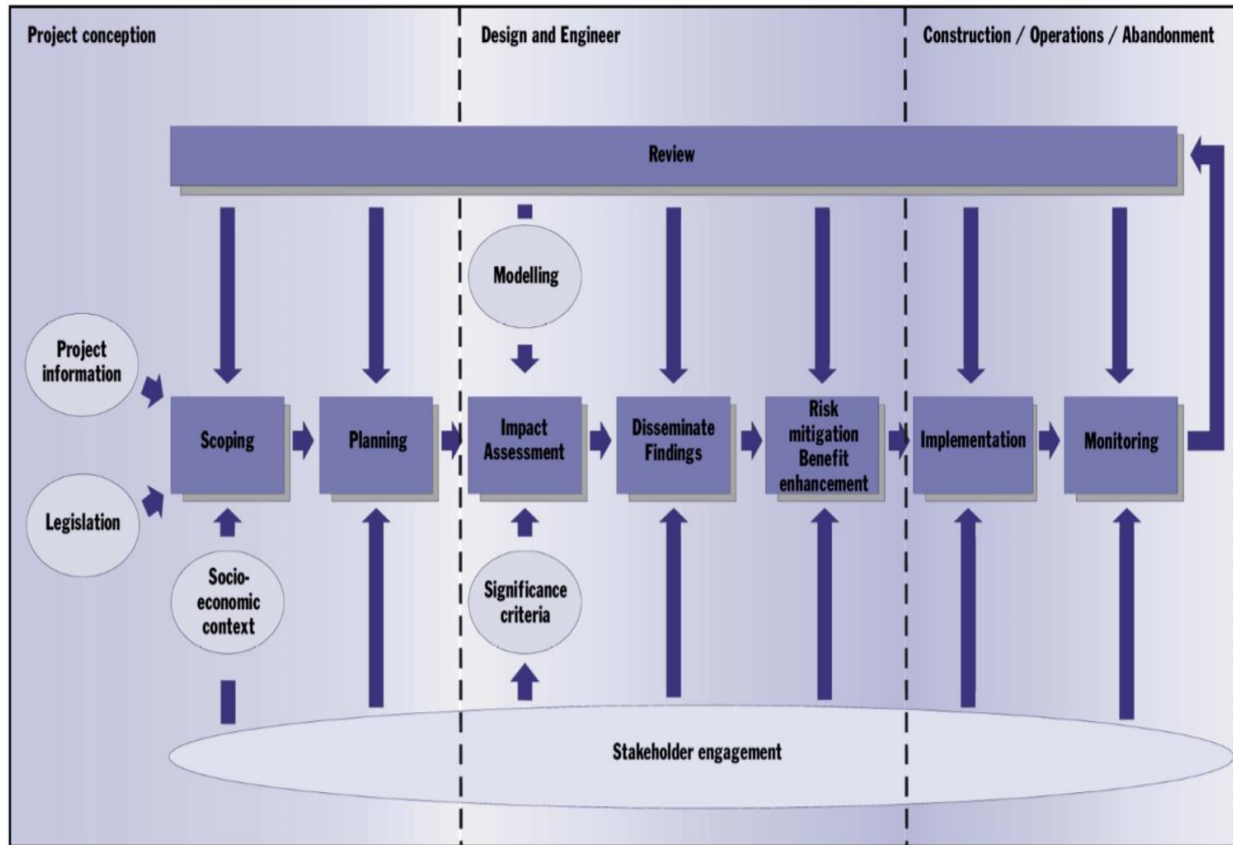 Project conception
Design and Engineer
Construction / Operations / Abandonment
Review
Modelling
Project
information
Scoping
Planning
Impact
Assessment
Disseminate
Findings
Risk
mitigation
Benefit
enhancement
Implementation
Monitoring
Legislation
Socio-
economic
context
Significance
criteria
Stakeholder engagement